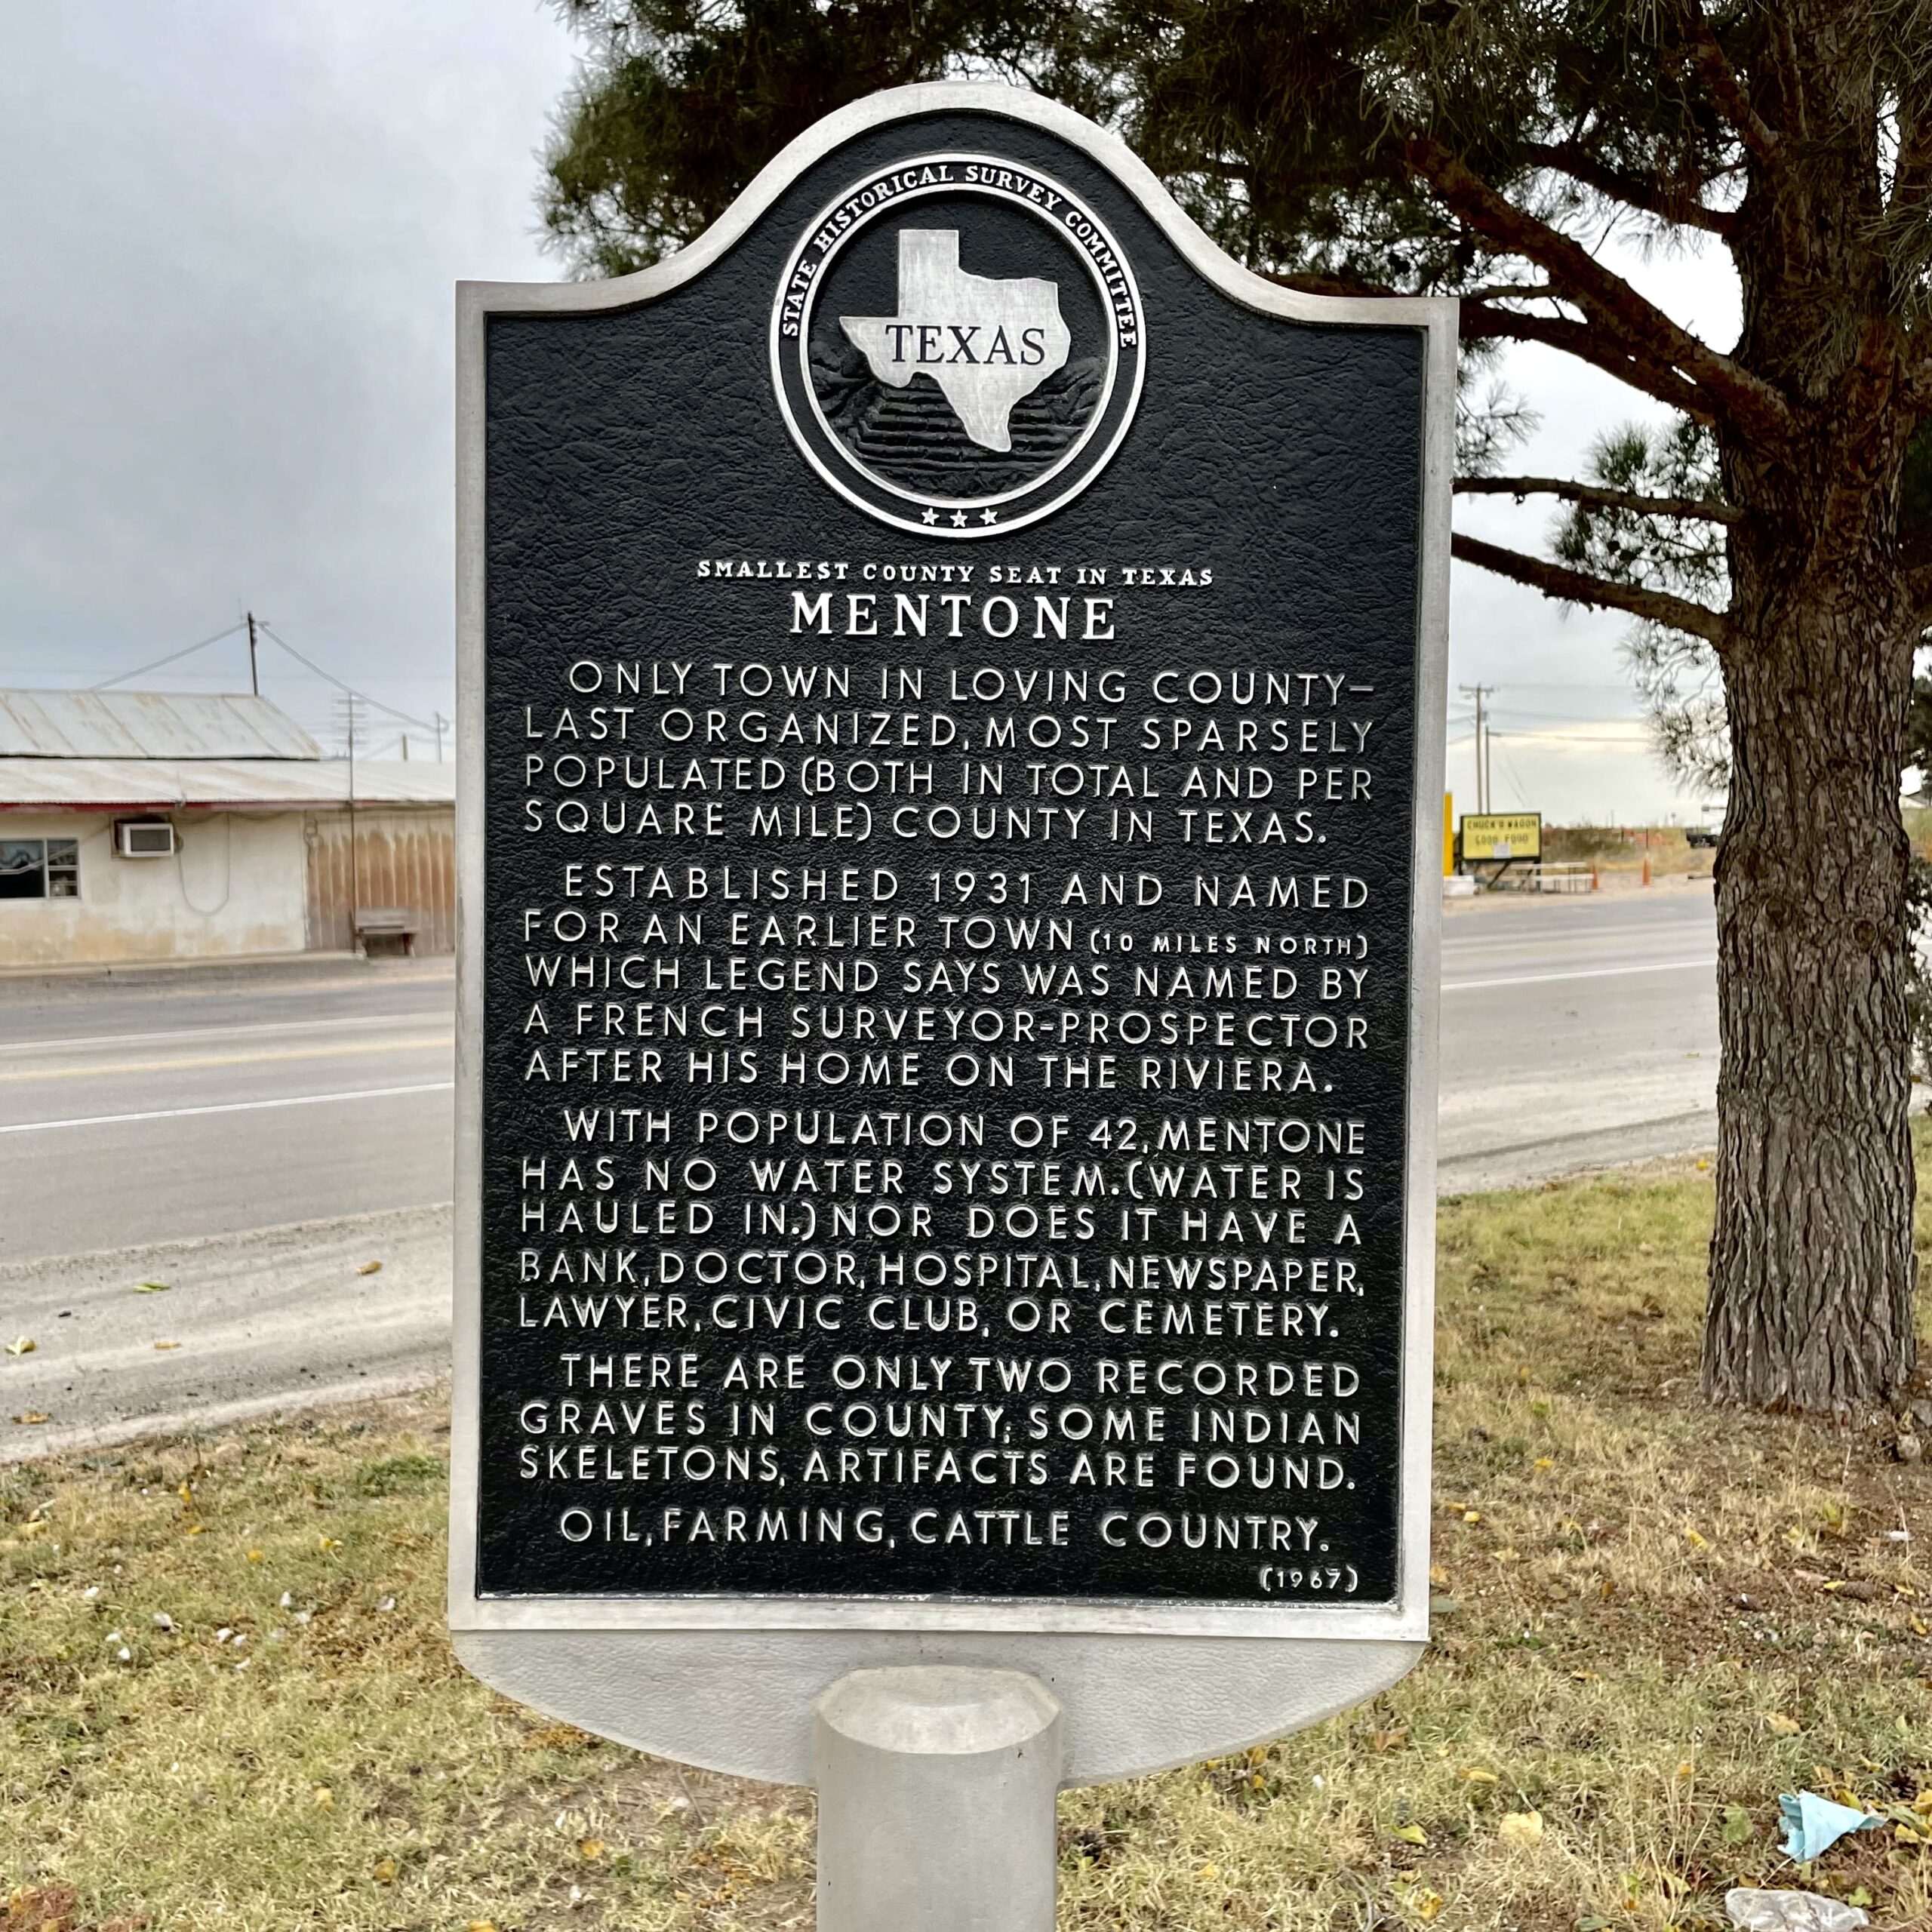 STATE HISTORICAL SURVEY COMMITTEE
TEXAS
SMALLEST COUNTY SEAT IN TEXAS
MENTONE
ONLY TOWN IN LOVING COUNTY—
LAST ORGANIZED, MOST SPARSELY
POPULATED (BOTH IN TOTAL AND PER
SQUARE MILE) COUNTY IN TEXAS.
ESTABLISHED 1931 AND NAMED
FOR AN EARLIER TOWN (10 MILES NORTH)
WHICH LEGEND SAYS WAS NAMED BY
A FRENCH SURVEYOR-PROSPECTOR
AFTER HIS HOME ON THE RIVIERA.
WITH POPULATION OF 42, MENTONE
HAS NO WATER SYSTEM. (WATER IS
HAULED IN.) NOR DOES IT HAVE A
BANK, DOCTOR, HOSPITAL, NEWSPAPER,
LAWYER, CIVIC CLUB, OR CEMETERY.
THERE ARE ONLY TWO RECORDED
GRAVES IN COUNTY; SOME INDIAN
SKELETONS, ARTIFACTS ARE FOUND.
OIL, FARMING, CATTLE COUNTRY.
(1967)
CHUCK'D WAGON
GOOD FOOD